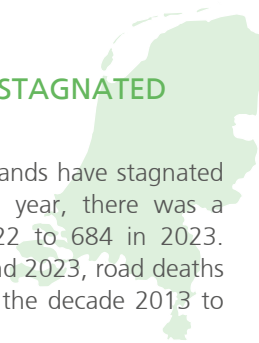 STAGNATED
ands have stagnated
year, there was a
22 to 684 in 2023.
nd 2023, road deaths
the decade 2013 to